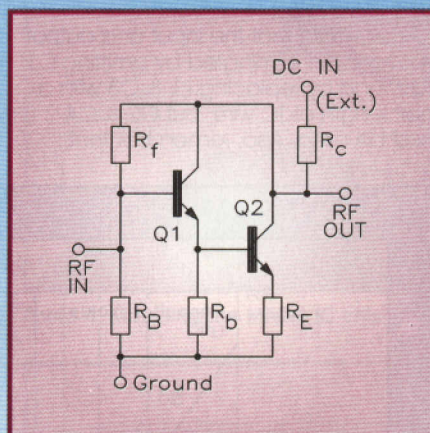 DC IN
(Ext.)
Rf
Rc
Q2
Q1
RF
OUT
RF
IN
RB
Rb
RE
Ground